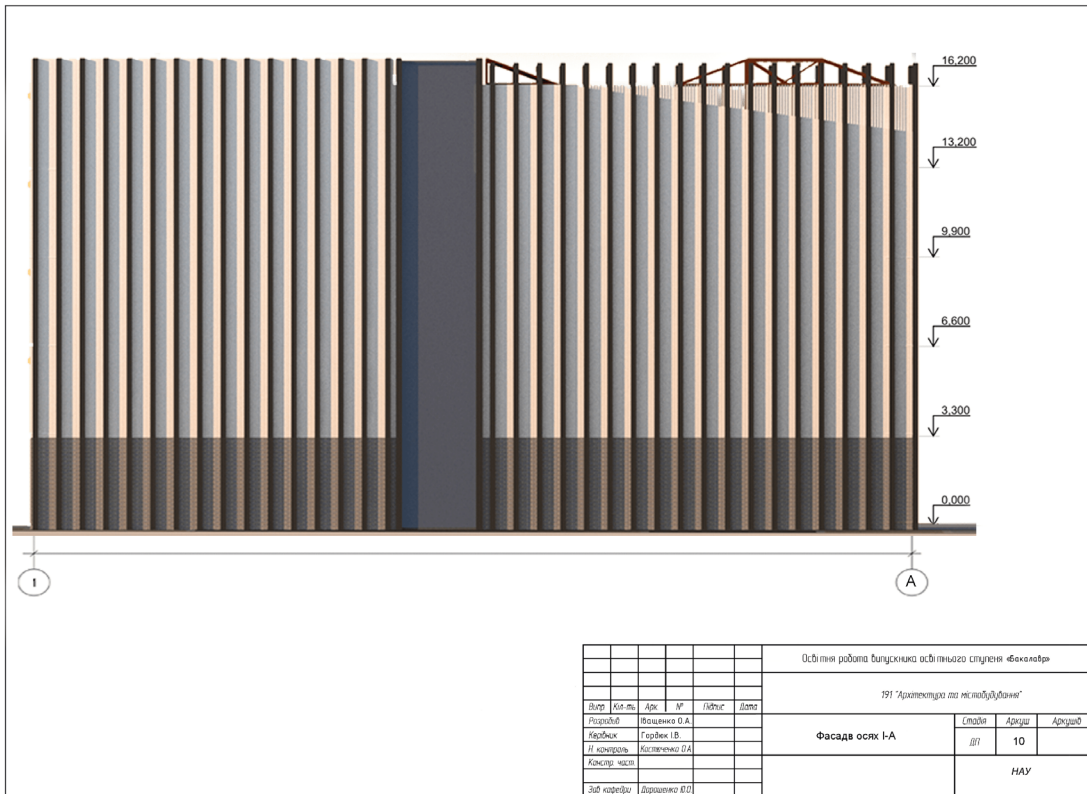 16,200
13,200
9,900
6,600
3,300
0,000
1
А
Освітня робота випускника освітнього ступеня «Бакалавр»
191 "Архітектура та містобудування"
Вигр Кіл-ть Арк № Підпис Дата
Розробив Іващенко О.А.
Керівник Гордюк І.В.
Н. контроль Костюченко О.А
Констр. част.
Зав кафедри Дорошенко Ю.О.
Фасадв осях І-А
Стадія Аркуш Аркушів
ДП 10
НАУ